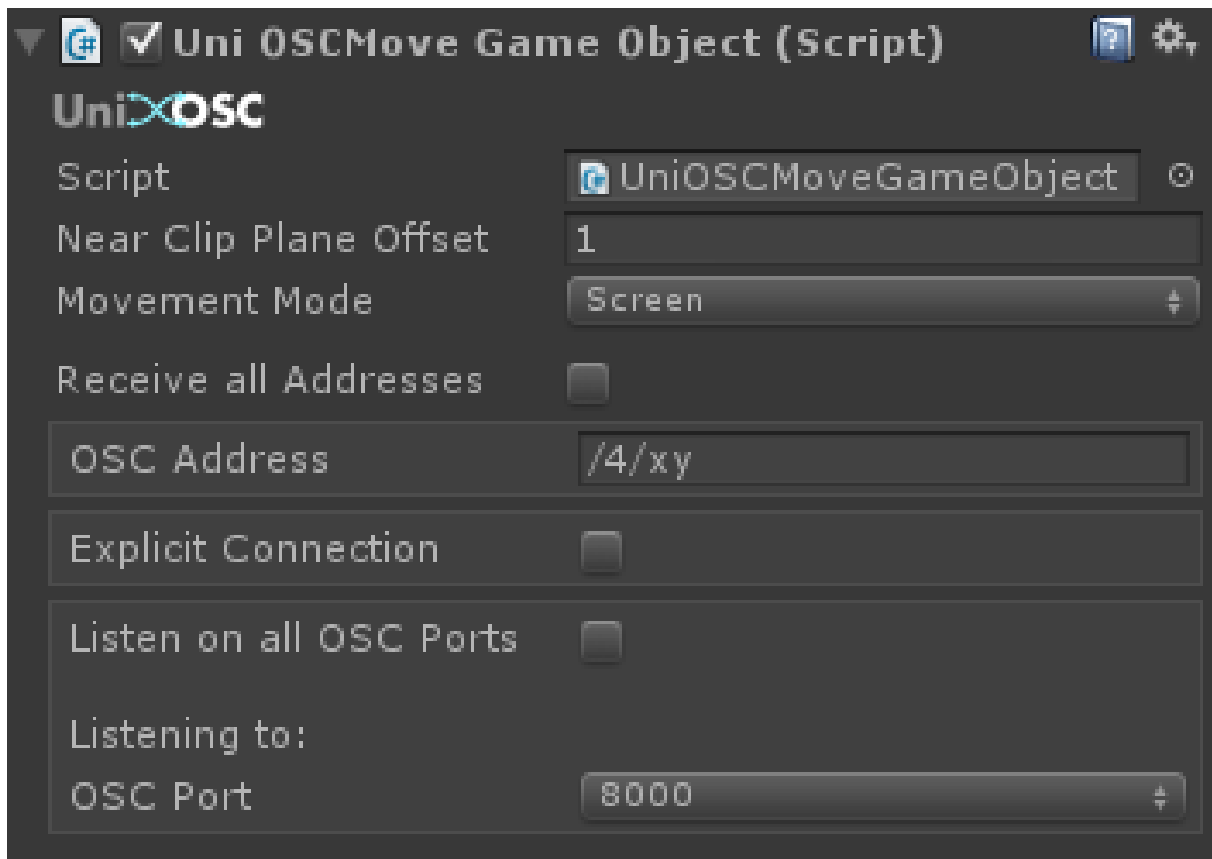 Uni OSCMove Game Object (Script)
UniOSC
Script UniOSCMoveGameObject
Near Clip Plane Offset 1
Movement Mode Screen
Receive all Addresses
OSC Address /4/xy
Explicit Connection
Listen on all OSC Ports
Listening to:
OSC Port 8000